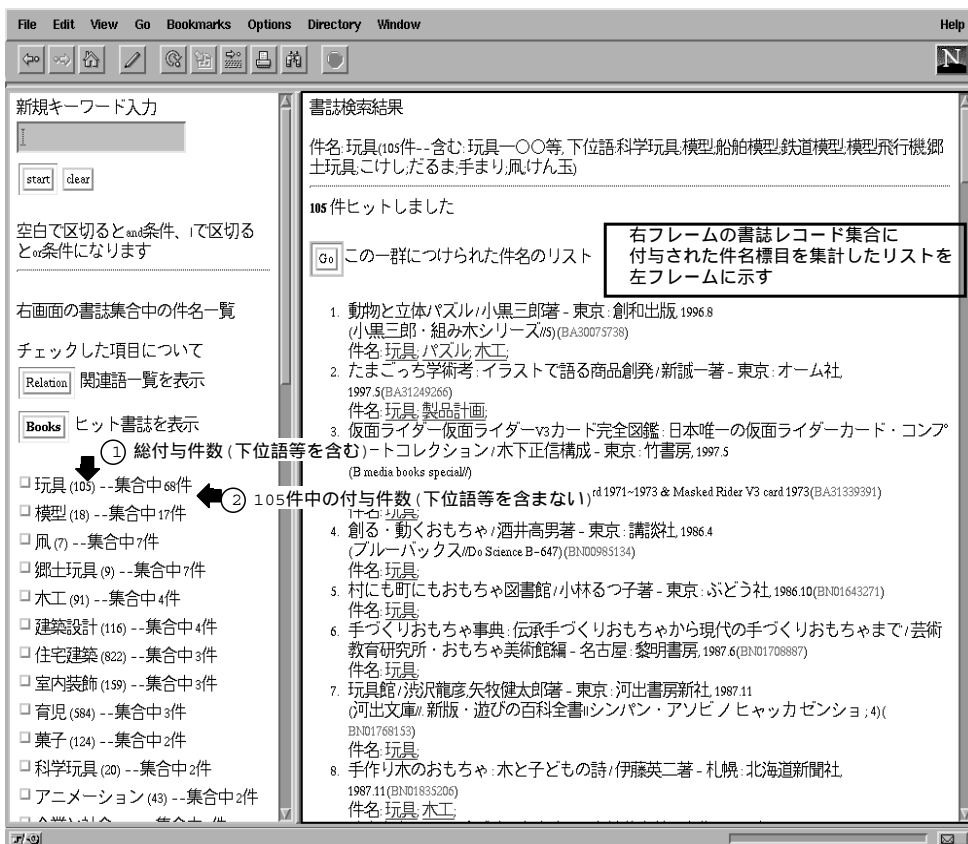 File Edit View Go Bookmarks Options Directory Window Help
N
新規キーワード入力
start clear
空白で区切るとand条件、|で区切る
とor条件になります
右画面の書誌集合中の件名一覧
チェックした項目について
Relation 関連語一覧を表示
Books ヒット書誌を表示
① 総付与件数(下位語等を含む)
玩具(105) --集合中68件
② 105件中の付与件数(下位語等を含まない)
模型(18) --集合中17件
凧(7) --集合中7件
郷土玩具(9) --集合中7件
木工(91) --集合中4件
建築設計(116) --集合中4件
住宅建築(822) --集合中3件
室内装飾(159) --集合中3件
育児(584) --集合中3件
菓子(124) --集合中2件
科学玩具(20) --集合中2件
アニメーション(43) --集合中2件
書誌検索結果
件名:玩具(105件--含む:玩具一〇〇等,下位語:科学玩具;模型;船舶模型;鉄道模型;模型飛行機;郷
土玩具;こけし;だるま;手まり;凧;けん玉)
105件ヒットしました
Go この一群につけられた件名のリスト
右フレームの書誌レコード集合に
付与された件名標目を集計したリストを
左フレームに示す
1. 動物と立体パズル/小黒三郎著 - 東京:創和出版, 1996.8
(小黒三郎・組み木シリーズ//5)(BA30075738)
件名:玩具;パズル;木工;
2. たまごっち学術考:イラストで語る商品創発/新誠一著 - 東京:オーム社,
1997.5(BA31249266)
件名:玩具;製品計画;
3. 仮面ライダー仮面ライダーV3カード完全図鑑:日本唯一の仮面ライダーカード・コンプ
ートコレクション/木下正信構成 - 東京:竹書房, 1997.5
(B media books special//)
rd 1971~1973 & Masked Rider V3 card 1973(BA31339391)
件名:玩具;
4. 創る・動くおもちゃ/酒井高男著 - 東京:講談社, 1986.4
(ブルーバックス//Do Science B-647)(BN00985134)
件名:玩具;
5. 村にも町にもおもちゃ図書館/小林るつ子著 - 東京:ぶどう社, 1986.10(BN01643271)
件名:玩具;
6. 手づくりおもちゃ事典:伝承手づくりおもちゃから現代の手づくりおもちゃまで/芸術
教育研究所・おもちゃ美術館編 - 名古屋:黎明書房, 1987.6(BN01708887)
件名:玩具;
7. 玩具館/渋沢龍彦,矢牧健太郎著 - 東京:河出書房新社, 1987.11
(河出文庫//. 新版・遊びの百科全書||シンパン・アソビ ノ ヒャッカ ゼンショ ; 4)(
BN01768153)
件名:玩具;
8. 手作り木のおもちゃ:木と子どもの詩/伊藤英二著 - 札幌:北海道新聞社,
1987.11(BN01835206)
件名:玩具;木工;